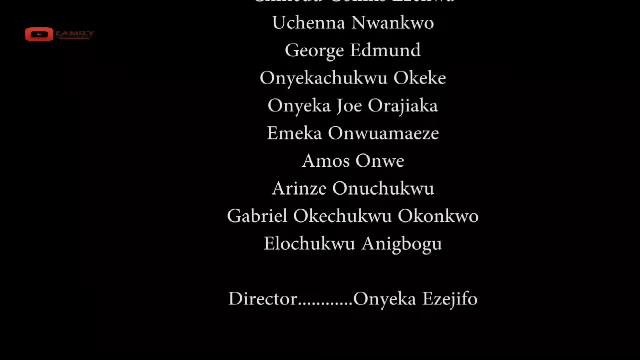 Uchenna Nwankwo
George Edmund
Onyekachukwu Okeke
Onyeka Joe Orajiaka
Emeka Onwuamaeze
Amos Onwe
Arinze Onuchukwu
Gabriel Okechukwu Okonkwo
Elochukwu Anigbogu
Director............Onyeka Ezejifo